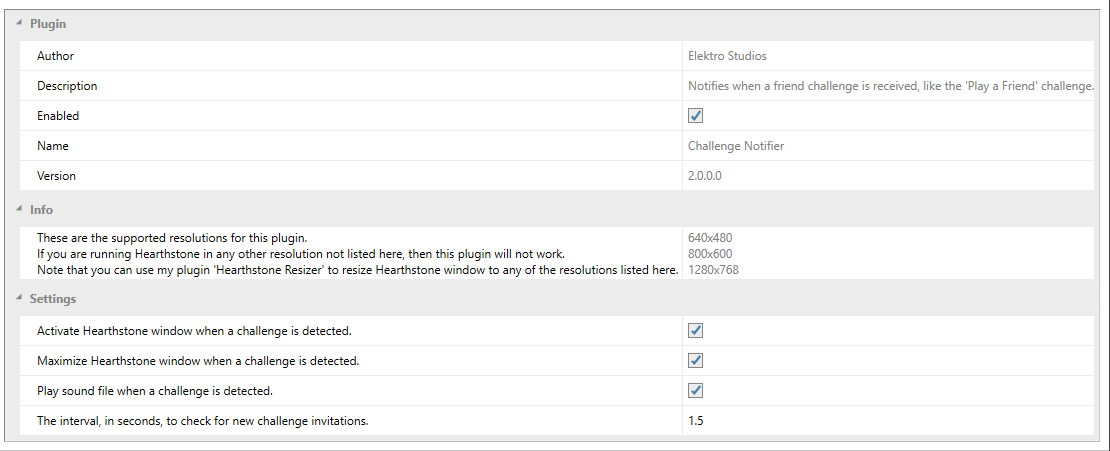 Plugin
Author Elektro Studios
Description Notifies when a friend challenge is received, like the 'Play a Friend' challenge.
Enabled
Name Challenge Notifier
Version 2.0.0.0
Info
These are the supported resolutions for this plugin. 640x480
If you are running Hearthstone in any other resolution not listed here, then this plugin will not work. 800x600
Note that you can use my plugin 'Hearthstone Resizer' to resize Hearthstone window to any of the resolutions listed here. 1280x768
Settings
Activate Hearthstone window when a challenge is detected.
Maximize Hearthstone window when a challenge is detected.
Play sound file when a challenge is detected.
The interval, in seconds, to check for new challenge invitations. 1.5